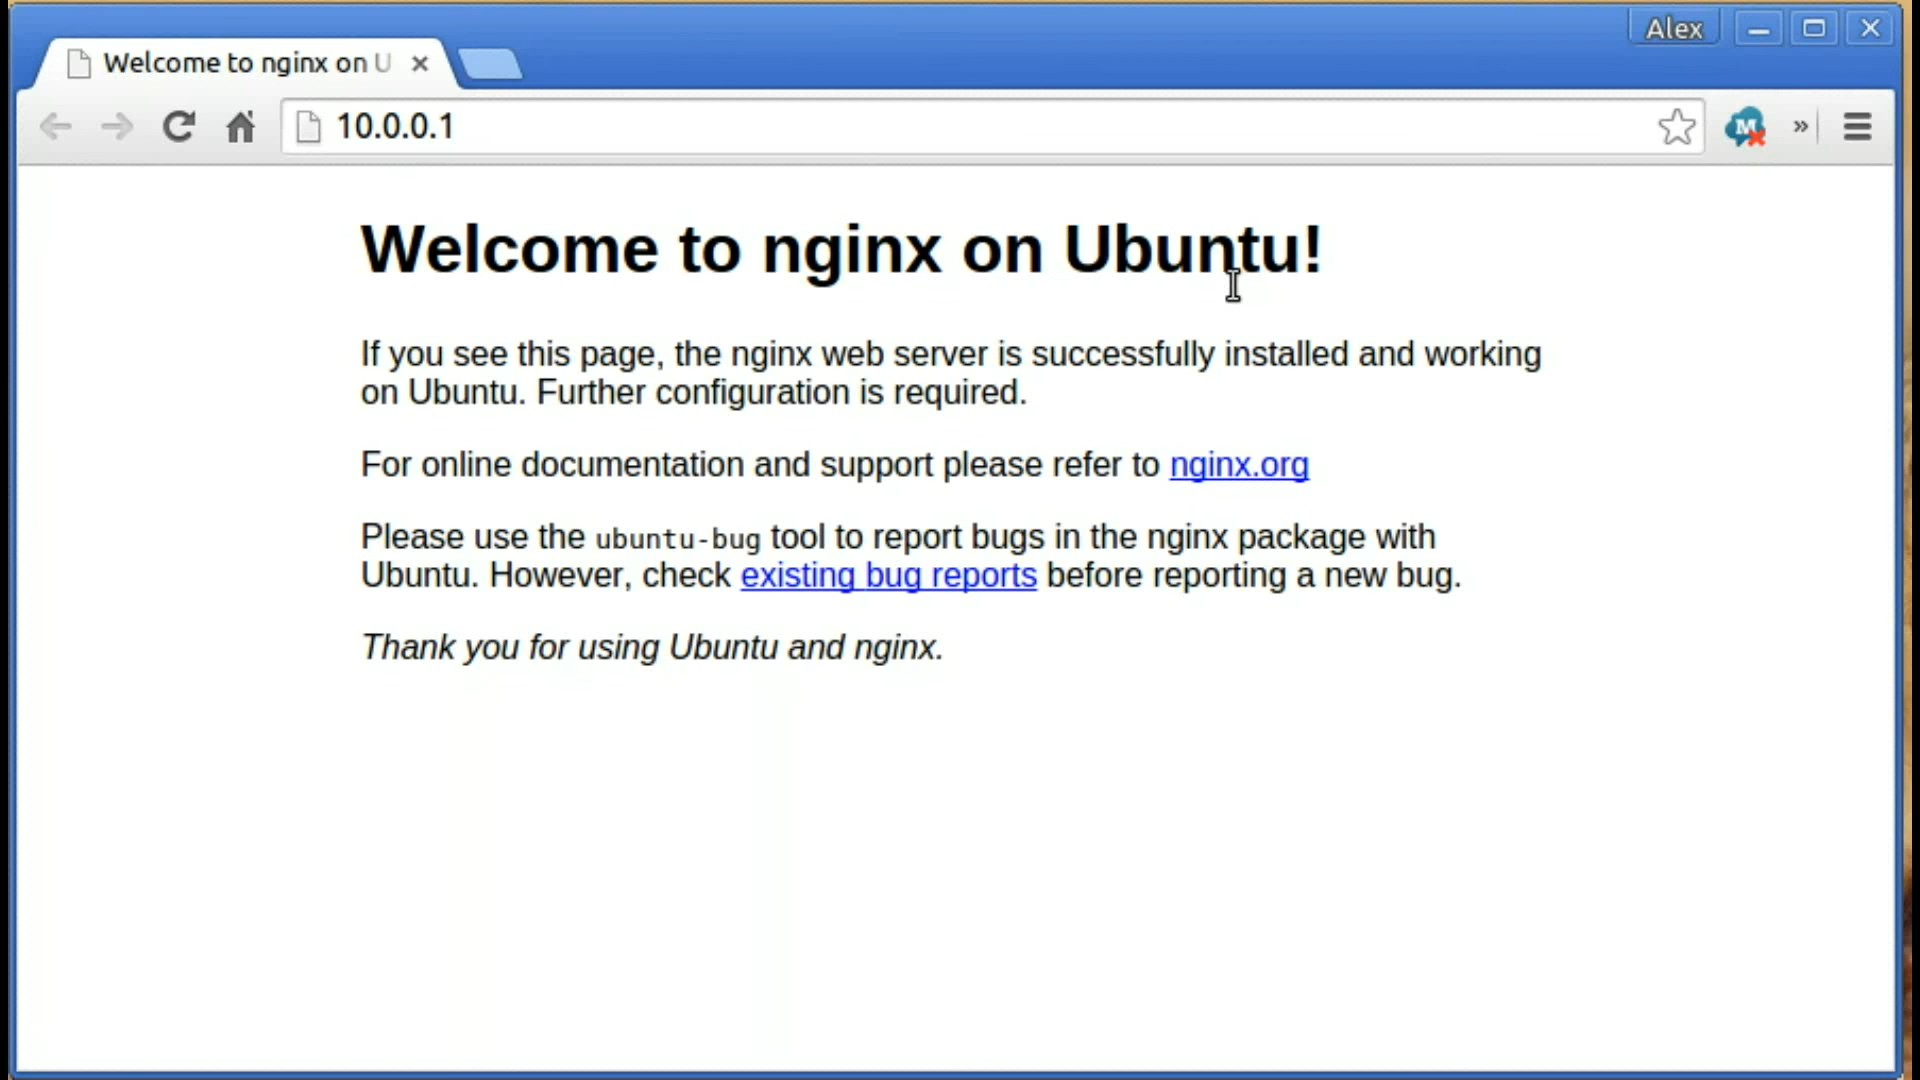 Alex
Welcome to nginx on U
10.0.0.1
Welcome to nginx on Ubuntu!
If you see this page, the nginx web server is successfully installed and working
on Ubuntu. Further configuration is required.
For online documentation and support please refer to nginx.org
Please use the ubuntu-bug tool to report bugs in the nginx package with
Ubuntu. However, check existing bug reports before reporting a new bug.
Thank you for using Ubuntu and nginx.